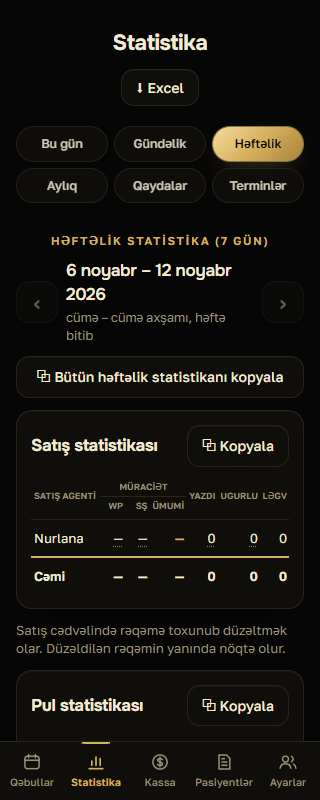 Statistika
⬇ Excel
Bu gün
Gündəlik
Həftəlik
Aylıq
Qaydalar
Terminlər
HƏFTƏLİK STATİSTİKA (7 GÜN)
6 noyabr – 12 noyabr
2026
cümə – cümə axşamı, həftə
bitib
‹
›
Bütün həftəlik statistikanı kopyala
Satış statistikası
Kopyala
MÜRACİƏT
SATIŞ AGENTİ WP SŞ ÜMUMİ YAZDI UGURLU LƏGV
Nurlana – – – 0 0 0
Cəmi – – – 0 0 0
Satış cədvəlində rəqəmə toxunub düzəltmək
olar. Düzəldilən rəqəmin yanında nöqtə olur.
Pul statistikası
Kopyala
Qəbullar
Statistika
Kassa
Pasiyentlər
Ayarlar